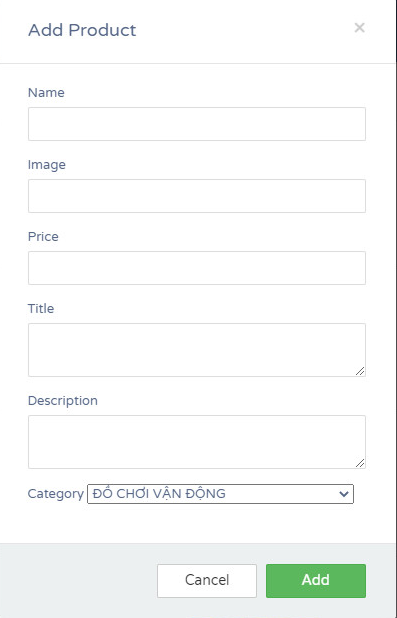 Add Product ×
Name
Image
Price
Title
Description
Category ĐỒ CHƠI VẬN ĐỘNG
Cancel Add